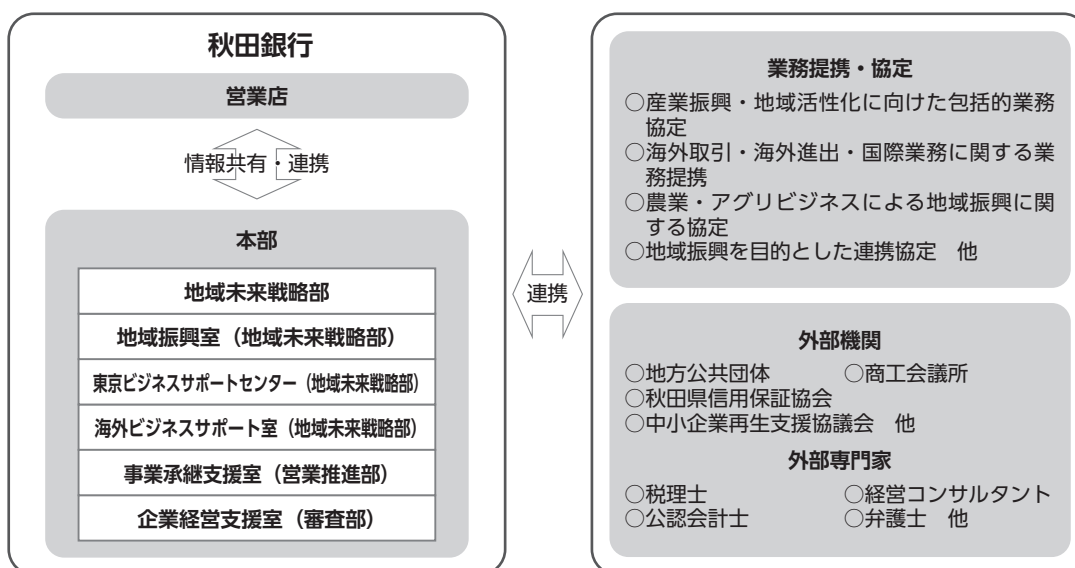 秋田銀行
営業店
情報共有・連携
本部
地域未来戦略部
地域振興室（地域未来戦略部）
東京ビジネスサポートセンター（地域未来戦略部）
海外ビジネスサポート室（地域未来戦略部）
事業承継支援室（営業推進部）
企業経営支援室（審査部）
連携
業務提携・協定
○産業振興・地域活性化に向けた包括的業務
協定
○海外取引・海外進出・国際業務に関する業
務提携
○農業・アグリビジネスによる地域振興に関
する協定
○地域振興を目的とした連携協定　他
外部機関
○地方公共団体　○商工会議所
○秋田県信用保証協会
○中小企業再生支援協議会　他
外部専門家
○税理士　○経営コンサルタント
○公認会計士　○弁護士　他